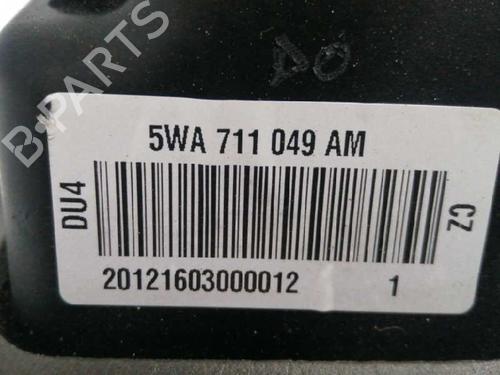 B-PARTS
5WA 711 049 AM
DU4
CZ
20121603000012 1